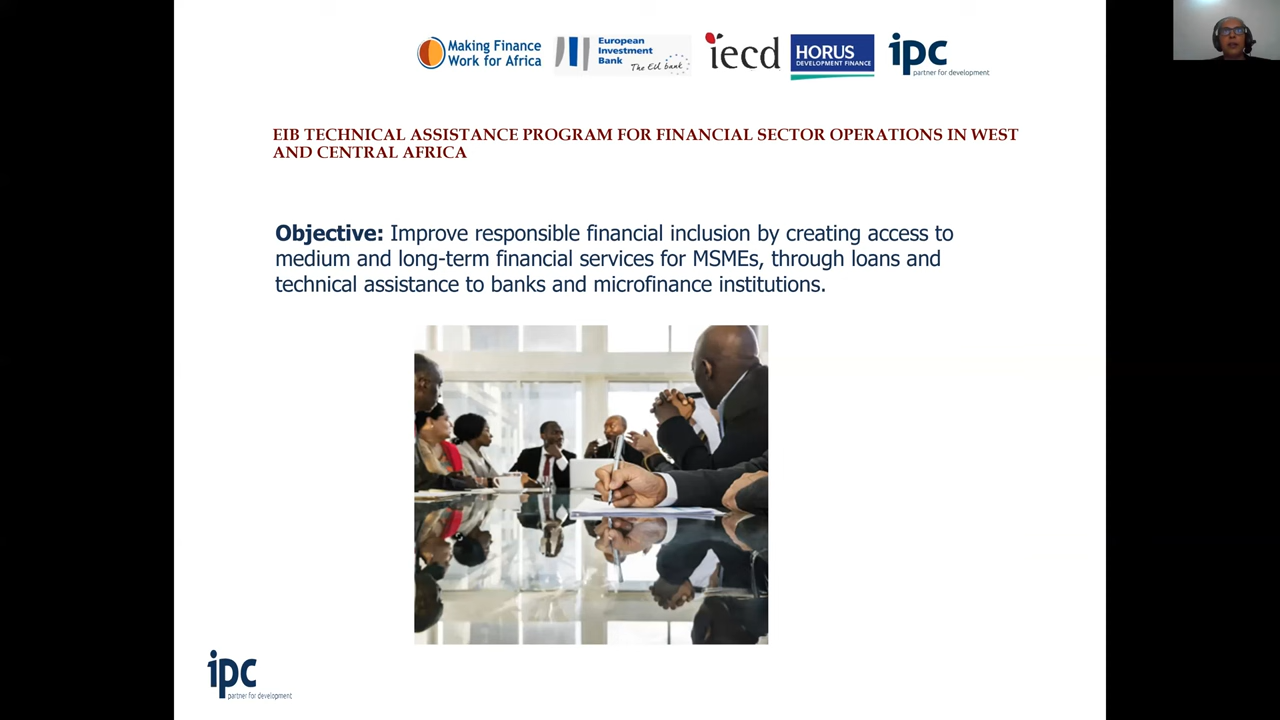 Making Finance
Work for Africa
European
Investment
Bank
The EU bank
iecd
HORUS
DEVELOPMENT FINANCE
ipc
partner for development
EIB TECHNICAL ASSISTANCE PROGRAM FOR FINANCIAL SECTOR OPERATIONS IN WEST
AND CENTRAL AFRICA
Objective: Improve responsible financial inclusion by creating access to
medium and long-term financial services for MSMEs, through loans and
technical assistance to banks and microfinance institutions.
ipc
partner for development